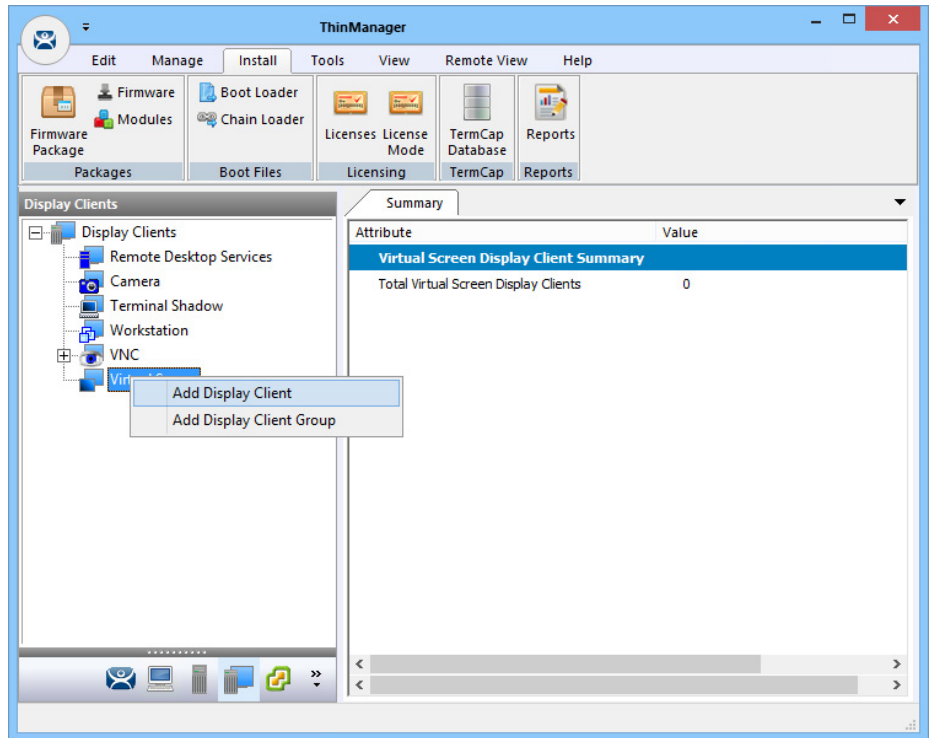 ThinManager
Edit Manage Install Tools View Remote View Help
Firmware Package
Firmware
Modules
Packages
Boot Loader
Chain Loader
Boot Files
Licenses
License Mode
Licensing
TermCap Database
TermCap
Reports
Reports
Display Clients
Display Clients
Remote Desktop Services
Camera
Terminal Shadow
Workstation
VNC
Add Display Client
Add Display Client Group
Summary
Attribute Value
Virtual Screen Display Client Summary
Total Virtual Screen Display Clients 0